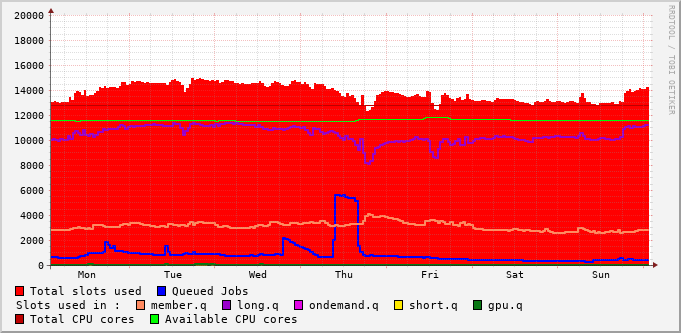 20000
18000
16000
14000
12000
10000
8000
6000
4000
2000
0
Mon Tue Wed Thu Fri Sat Sun
RRDTOOL / TOBI OETIKER
Total slots used Queued Jobs
Slots used in : member.q long.q ondemand.q short.q gpu.q
Total CPU cores Available CPU cores